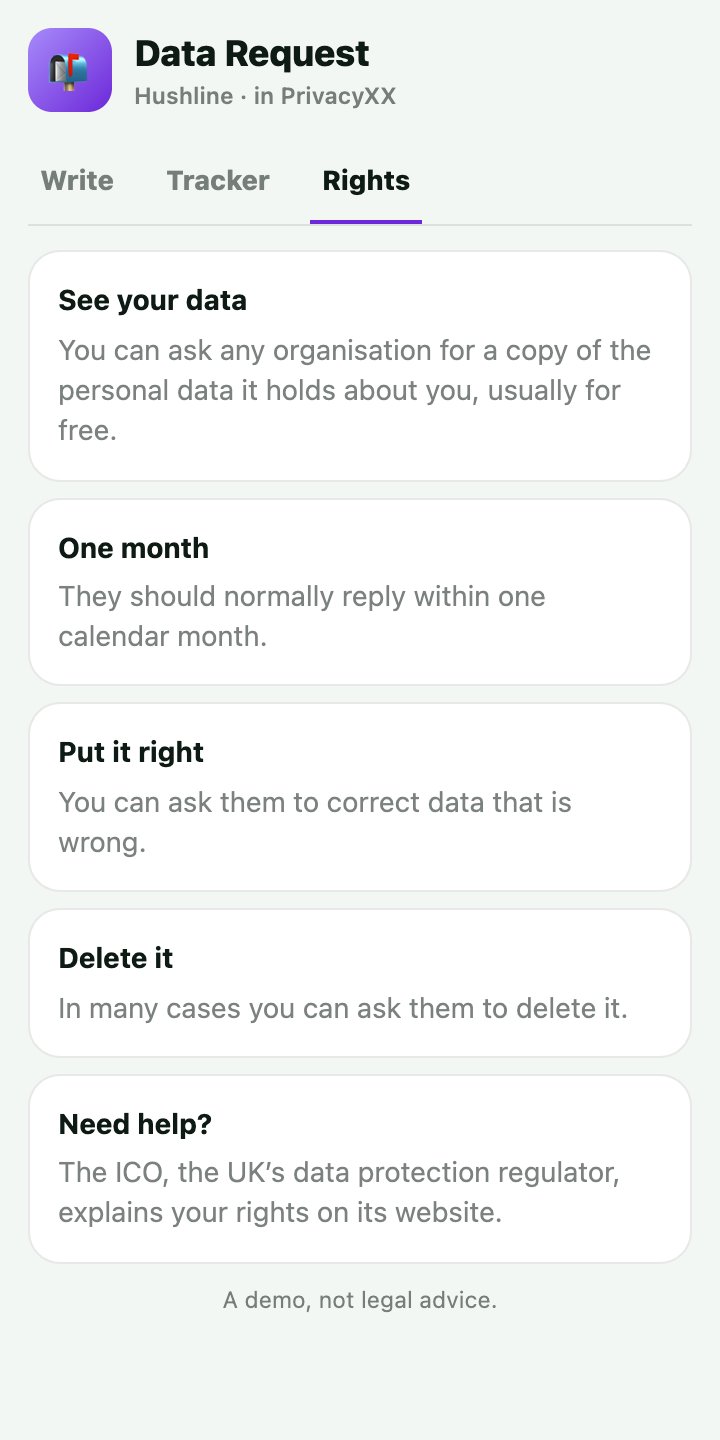 Data Request
Hushline · in PrivacyXX
Write
Tracker
Rights
See your data
You can ask any organisation for a copy of the
personal data it holds about you, usually for
free.
One month
They should normally reply within one
calendar month.
Put it right
You can ask them to correct data that is
wrong.
Delete it
In many cases you can ask them to delete it.
Need help?
The ICO, the UK’s data protection regulator,
explains your rights on its website.
A demo, not legal advice.